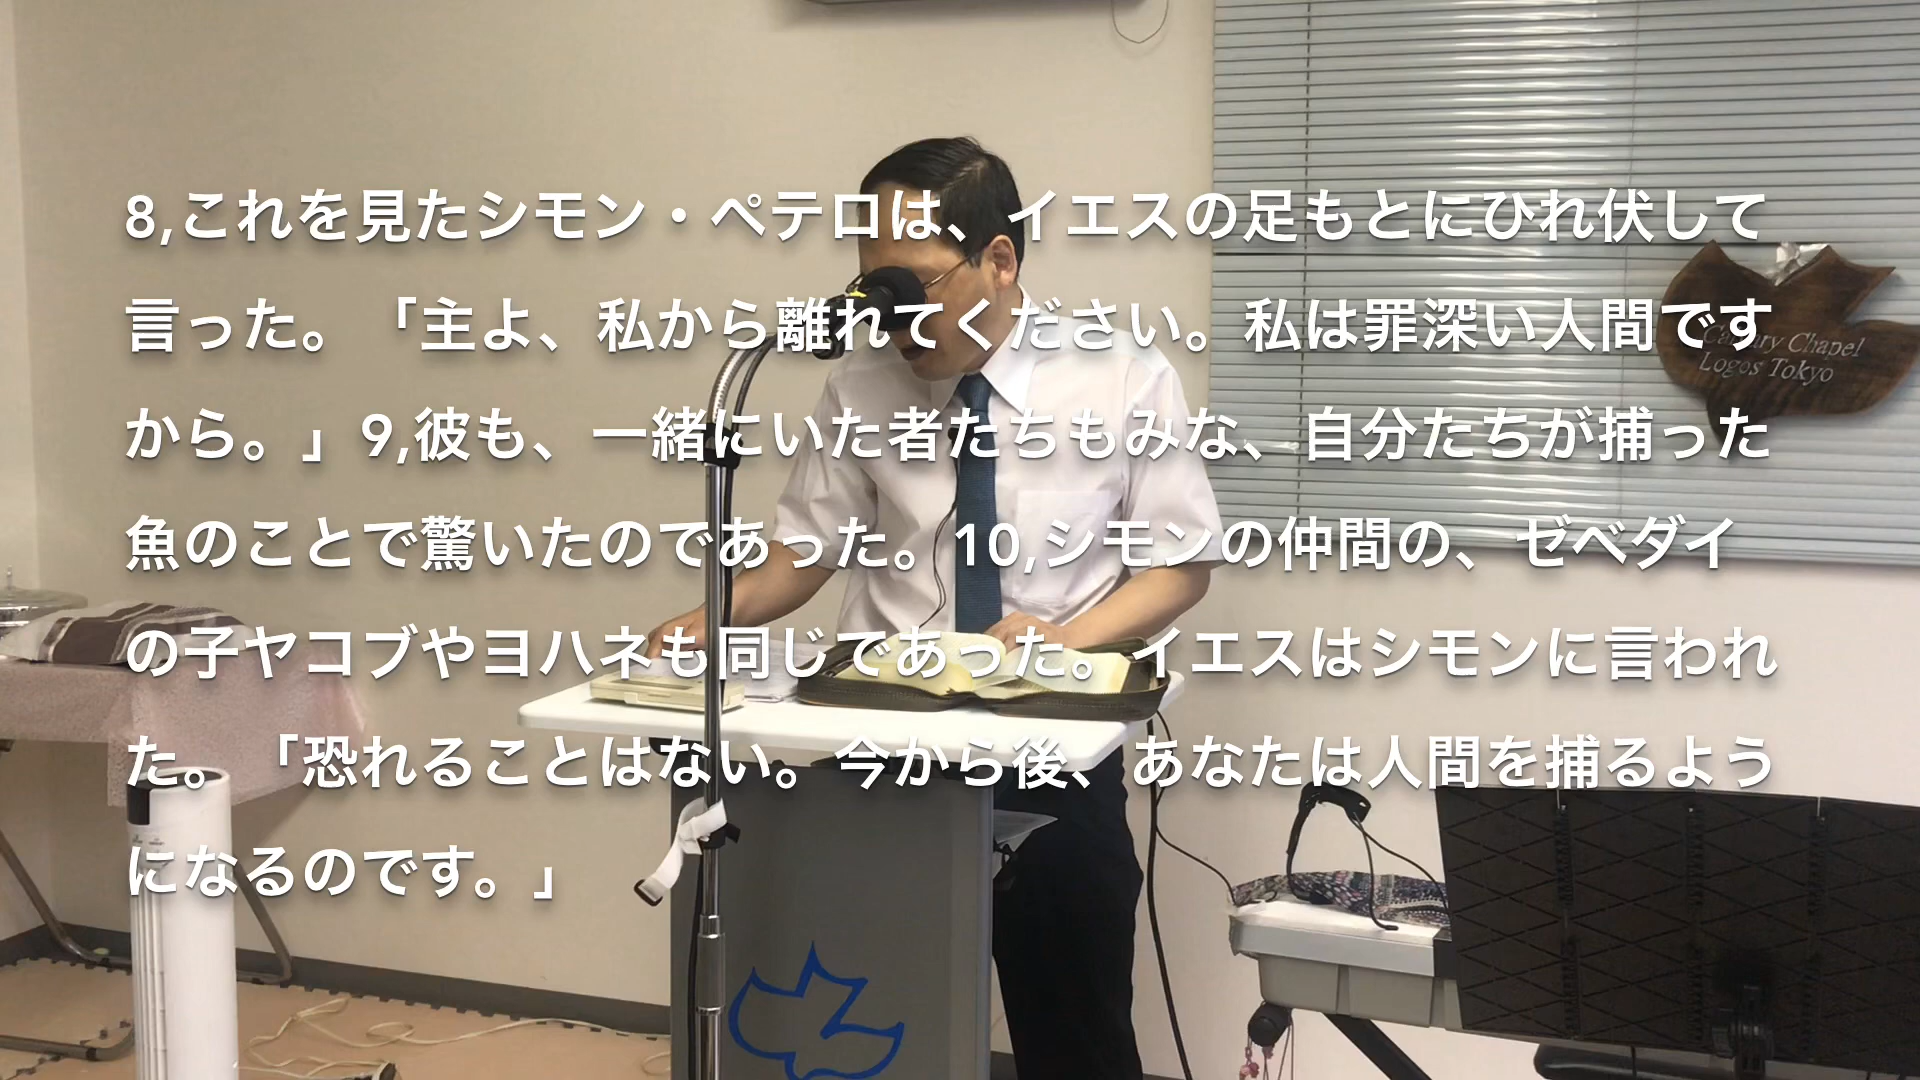 8,これを見たシモン・ペテロは、イエスの足もとにひれ伏して
言った。「主よ、私から離れてください。私は罪深い人間です
から。」9,彼も、一緒にいた者たちもみな、自分たちが捕った
魚のことで驚いたのであった。10,シモンの仲間の、ゼベダイ
の子ヤコブやヨハネも同じであった。イエスはシモンに言われ
た。「恐れることはない。今から後、あなたは人間を捕るよう
になるのです。」
Calvary Chapel
Logos Tokyo